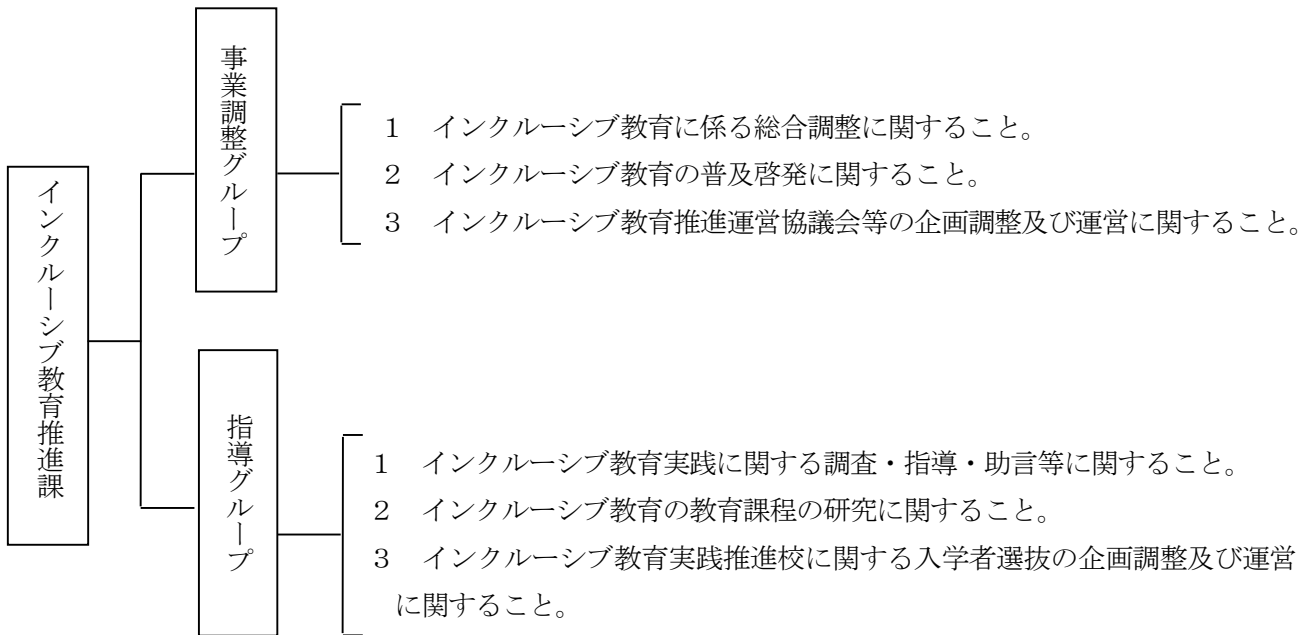 インクルーシブ教育推進課
事業調整グループ
1 インクルーシブ教育に係る総合調整に関すること。
2 インクルーシブ教育の普及啓発に関すること。
3 インクルーシブ教育推進運営協議会等の企画調整及び運営に関すること。
指導グループ
1 インクルーシブ教育実践に関する調査・指導・助言等に関すること。
2 インクルーシブ教育の教育課程の研究に関すること。
3 インクルーシブ教育実践推進校に関する入学者選抜の企画調整及び運営
に関すること。